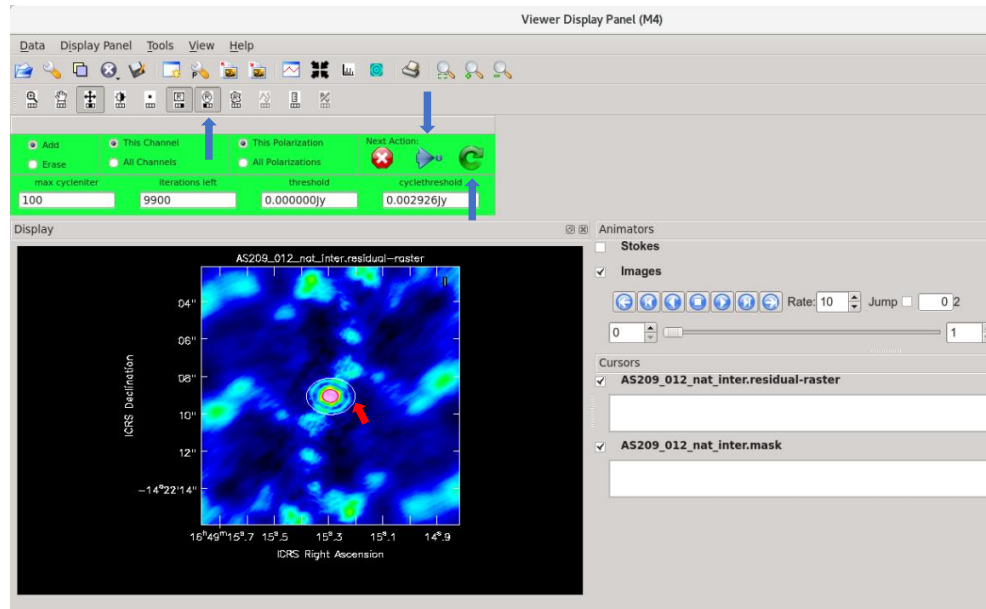 Viewer Display Panel (M4)
Data Display Panel Tools View Help
Add This Channel This Polarization Next Action:
Erase All Channels All Polarizations
max cycleniter iterations left threshold cyclethreshold
100 9900 0.000000Jy 0.002926Jy
Display
AS209_012_nat_inter.residual-raster
04"
06"
08"
10"
12"
-14°22'14"
16ʰ49ᵐ15ˢ.7 15ˢ.5 15ˢ.3 15ˢ.1 14ˢ.9
ICRS Declination
ICRS Right Ascension
Animators
Stokes
Images
Rate: 10 Jump 0 2
0 1
Cursors
AS209_012_nat_inter.residual-raster
AS209_012_nat_inter.mask